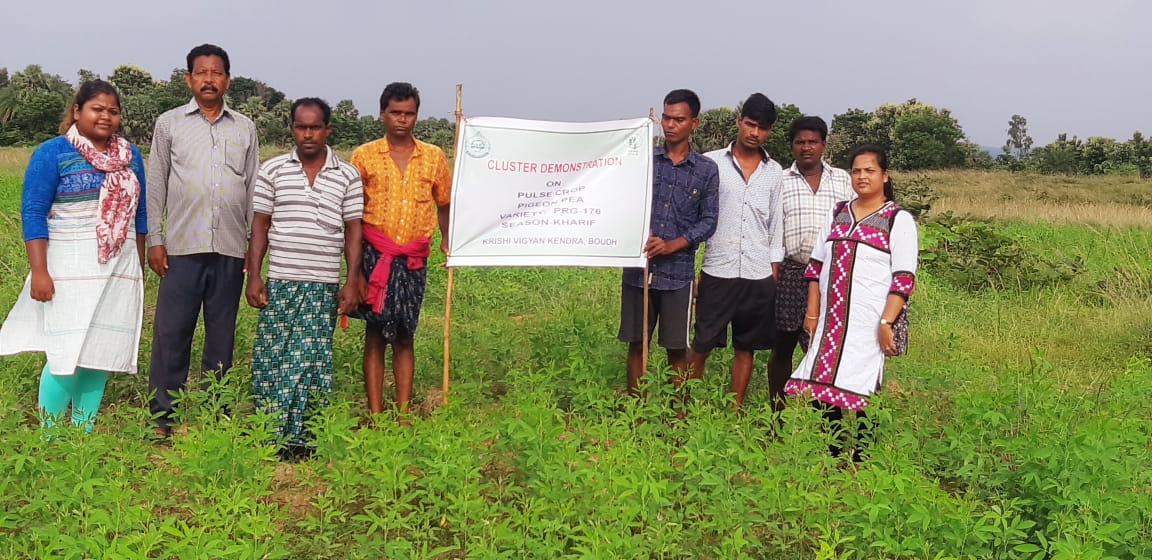 CLUSTER DEMONSTRATION
ON
PULSE CROP
PIGEON PEA
VARIETY: PRG-176
SEASON-KHARIF
KRISHI VIGYAN KENDRA, BOUDH